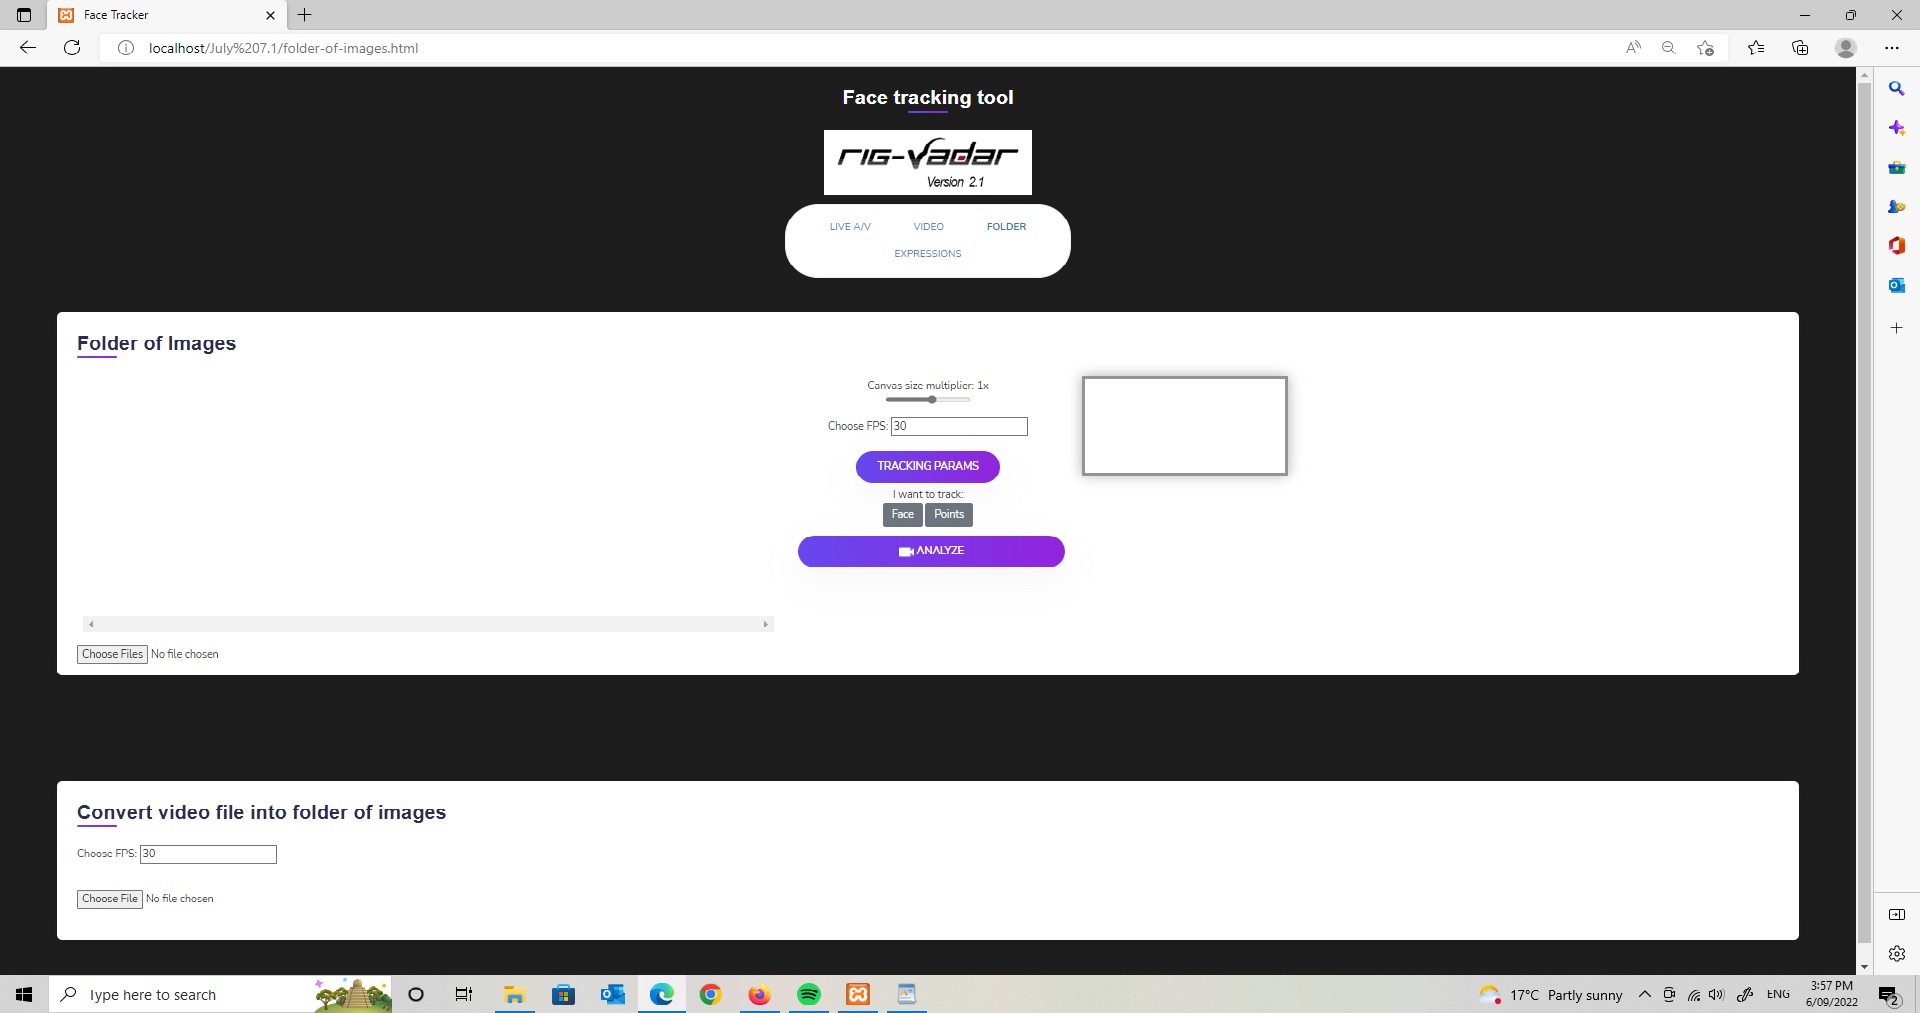 Face Tracker
localhost/July%207.1/folder-of-images.html
Face tracking tool
rig-vadar
Version 2.1
LIVE A/V VIDEO FOLDER
EXPRESSIONS
Folder of Images
Canvas size multiplier: 1x
Choose FPS: 30
TRACKING PARAMS
I want to track:
Face Points
ANALYZE
Choose Files No file chosen
Convert video file into folder of images
Choose FPS: 30
Choose File No file chosen
Type here to search
17°C Partly sunny
ENG
3:57 PM
6/09/2022
2